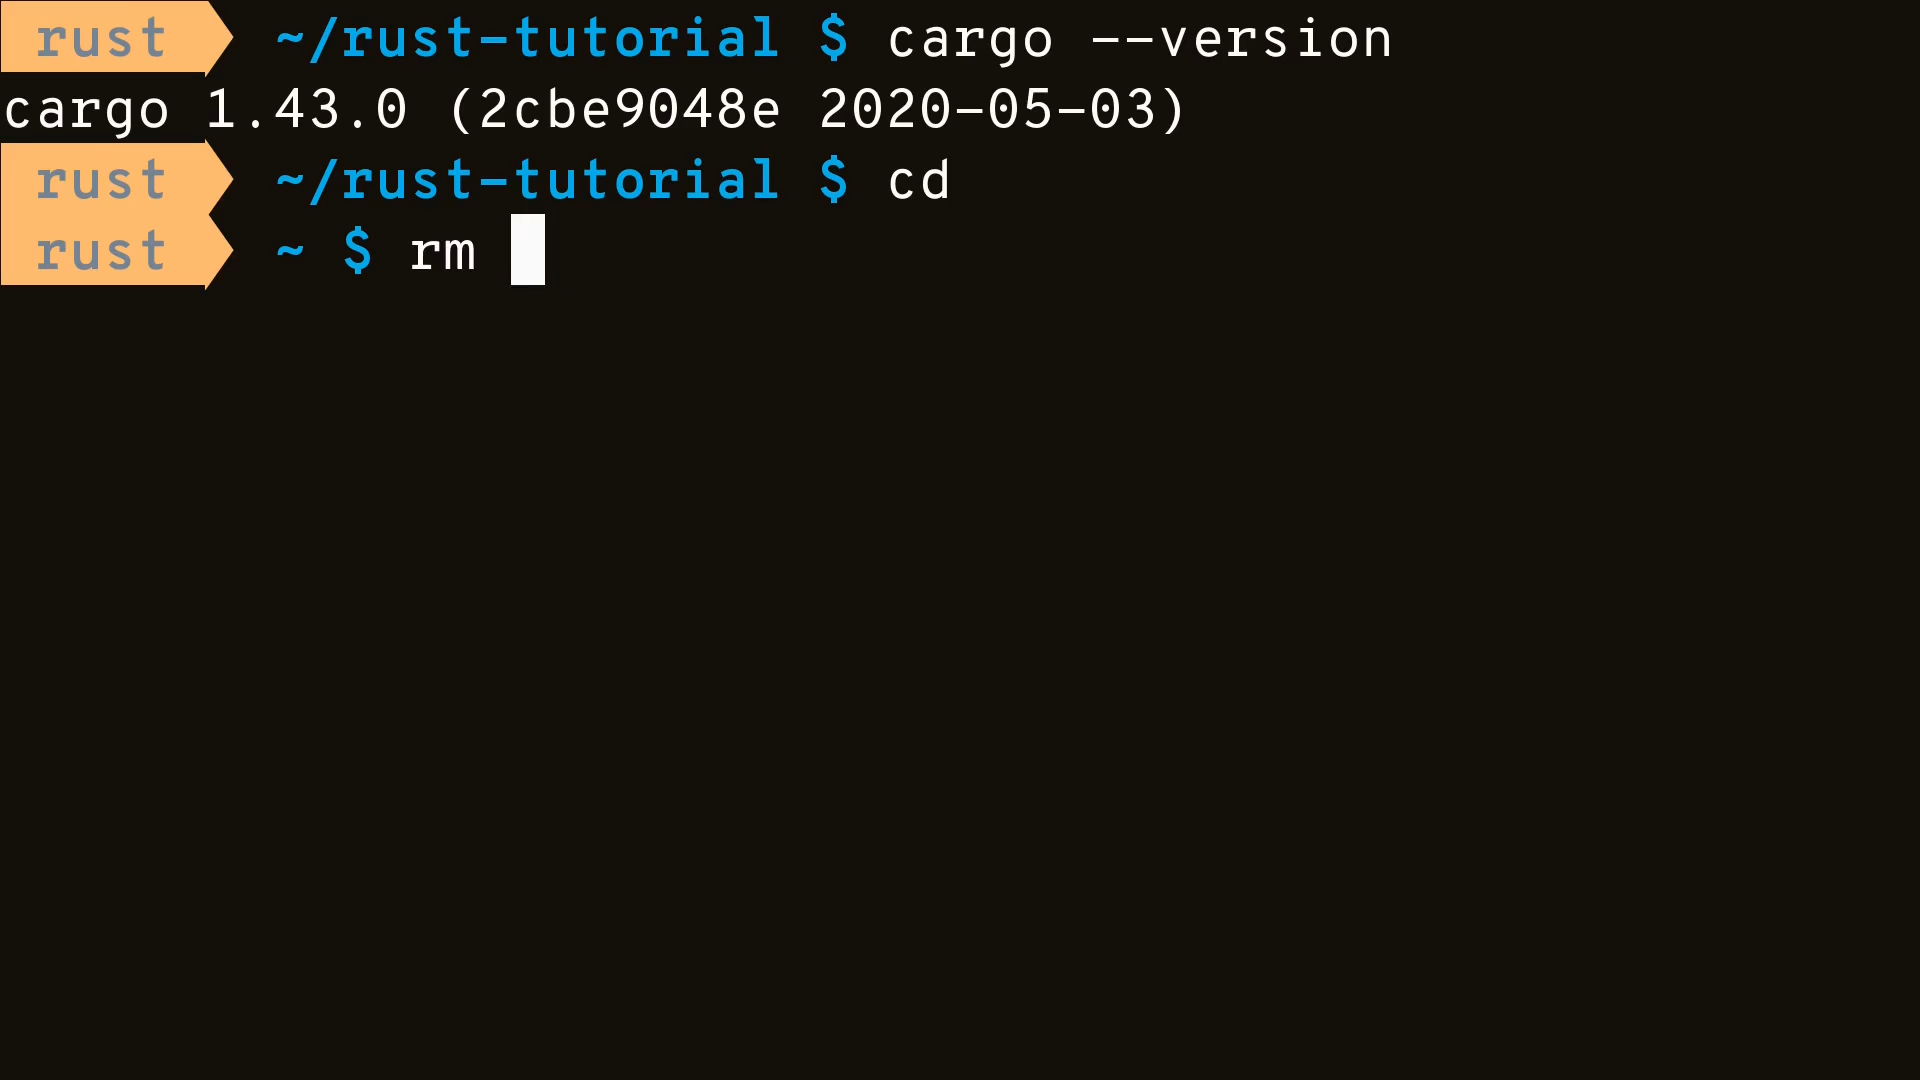 rust ~/rust-tutorial $ cargo --version
cargo 1.43.0 (2cbe9048e 2020-05-03)
rust ~/rust-tutorial $ cd
rust ~ $ rm